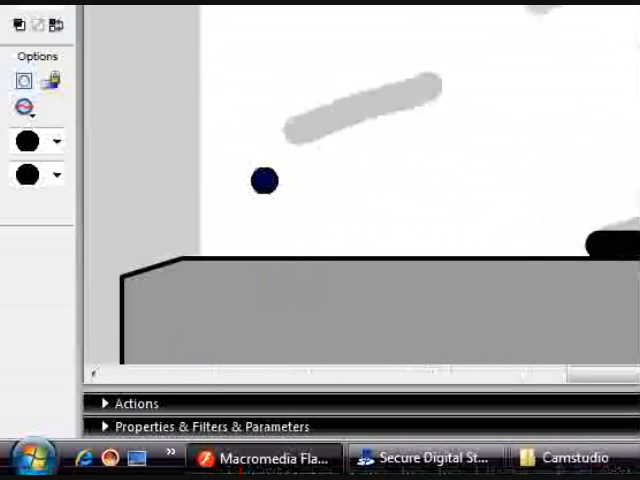 Options
Actions
Properties & Filters & Parameters
Macromedia Fla...
Secure Digital St...
Camstudio